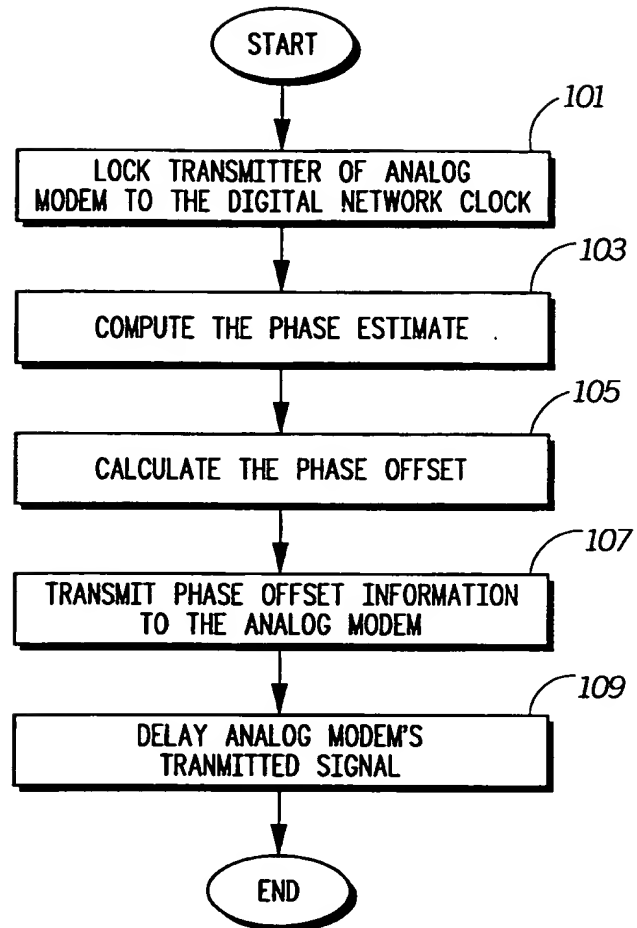 START
101
LOCK TRANSMITTER OF ANALOG
MODEM TO THE DIGITAL NETWORK CLOCK
103
COMPUTE THE PHASE ESTIMATE
105
CALCULATE THE PHASE OFFSET
107
TRANSMIT PHASE OFFSET INFORMATION
TO THE ANALOG MODEM
109
DELAY ANALOG MODEM'S
TRANMITTED SIGNAL
END